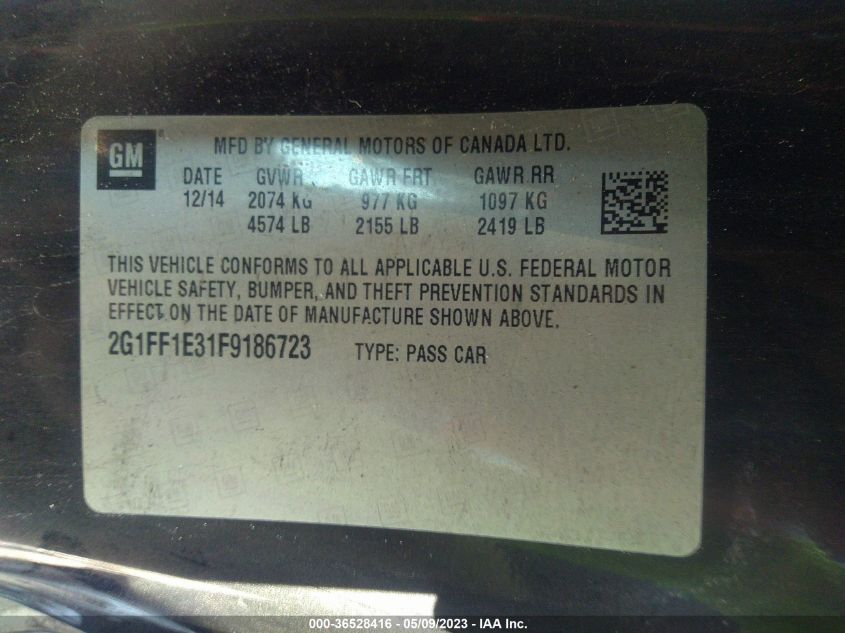 GM ® MFD BY GENERAL MOTORS OF CANADA LTD.
DATE GVWR GAWR FRT GAWR RR
12/14 2074 KG 977 KG 1097 KG
4574 LB 2155 LB 2419 LB
THIS VEHICLE CONFORMS TO ALL APPLICABLE U.S. FEDERAL MOTOR
VEHICLE SAFETY, BUMPER, AND THEFT PREVENTION STANDARDS IN
EFFECT ON THE DATE OF MANUFACTURE SHOWN ABOVE.
2G1FF1E31F9186723 TYPE: PASS CAR
000-36528416 - 05/09/2023 - IAA Inc.